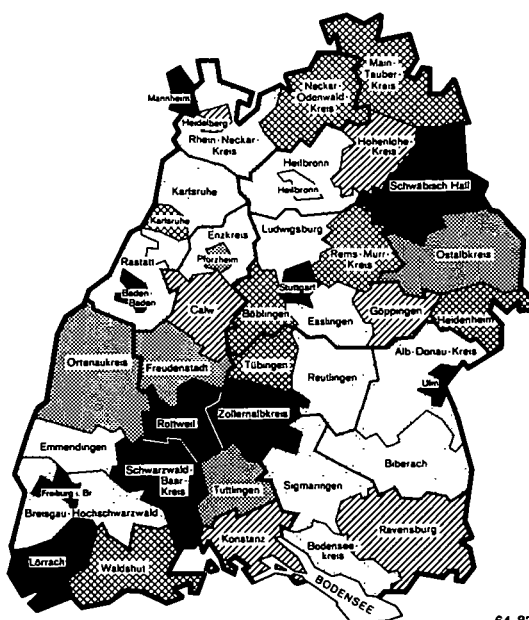 Main-
Tauber-
Kreis
Neckar-
Odenwald-
Kreis
Mannheim
Heidelberg
Rhein-Neckar-
Kreis
Hohenlohe-
Kreis
Heilbronn
Heilbronn
Schwäbisch Hall
Karlsruhe
Karlsruhe
Enzkreis
Pforzheim
Ludwigsburg
Rems-Murr-
Kreis
Ostalbkreis
Rastatt
Baden-
Baden
Calw
Böblingen
Stuttgart
Esslingen
Göppingen
Heidenheim
Ortenaukreis
Freudenstadt
Tübingen
Reutlingen
Alb-Donau-Kreis
Ulm
Rottweil
Zollernalbkreis
Emmendingen
Schwarzwald-
Baar-
Kreis
Tuttlingen
Sigmaringen
Biberach
Freiburg i. Br
Breisgau-Hochschwarzwald
Konstanz
Bodensee-
kreis
Ravensburg
Lörrach
Waldshut
BODENSEE